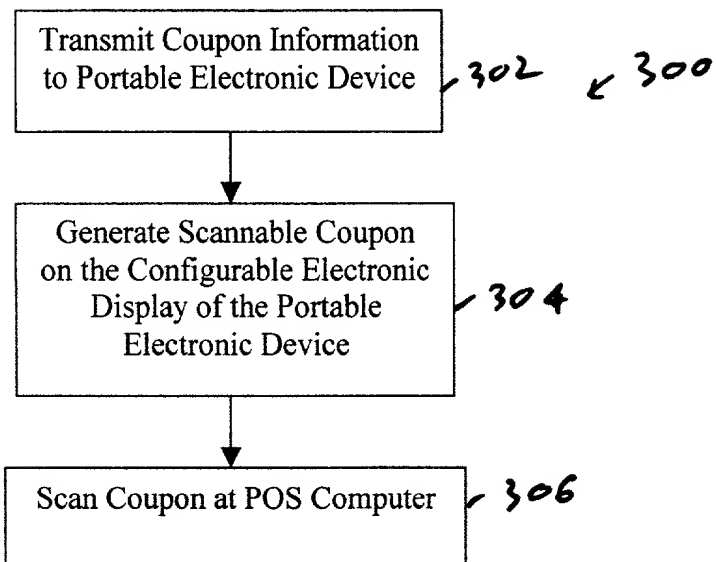 Transmit Coupon Information
to Portable Electronic Device
302
300
Generate Scannable Coupon
on the Configurable Electronic
Display of the Portable
Electronic Device
304
Scan Coupon at POS Computer
306